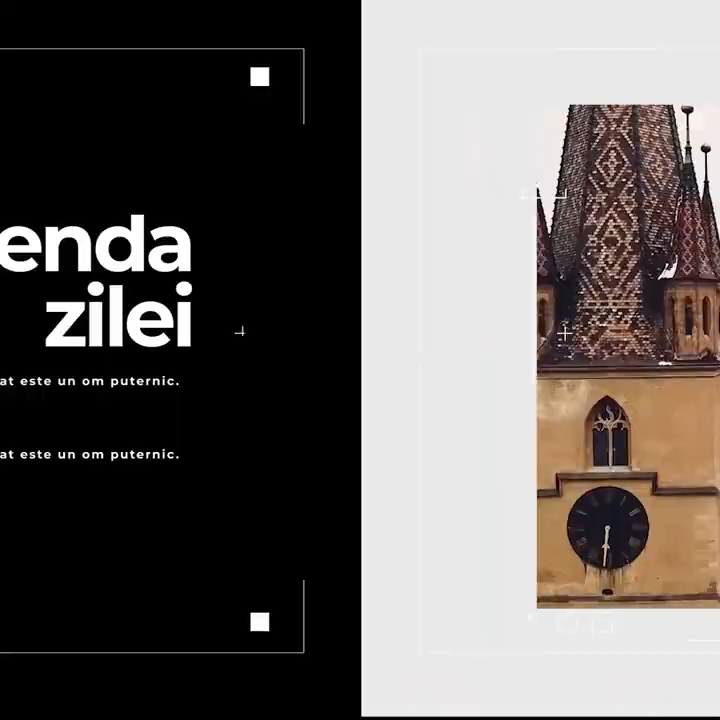 enda
zilei
at este un om puternic.
at este un om puternic.